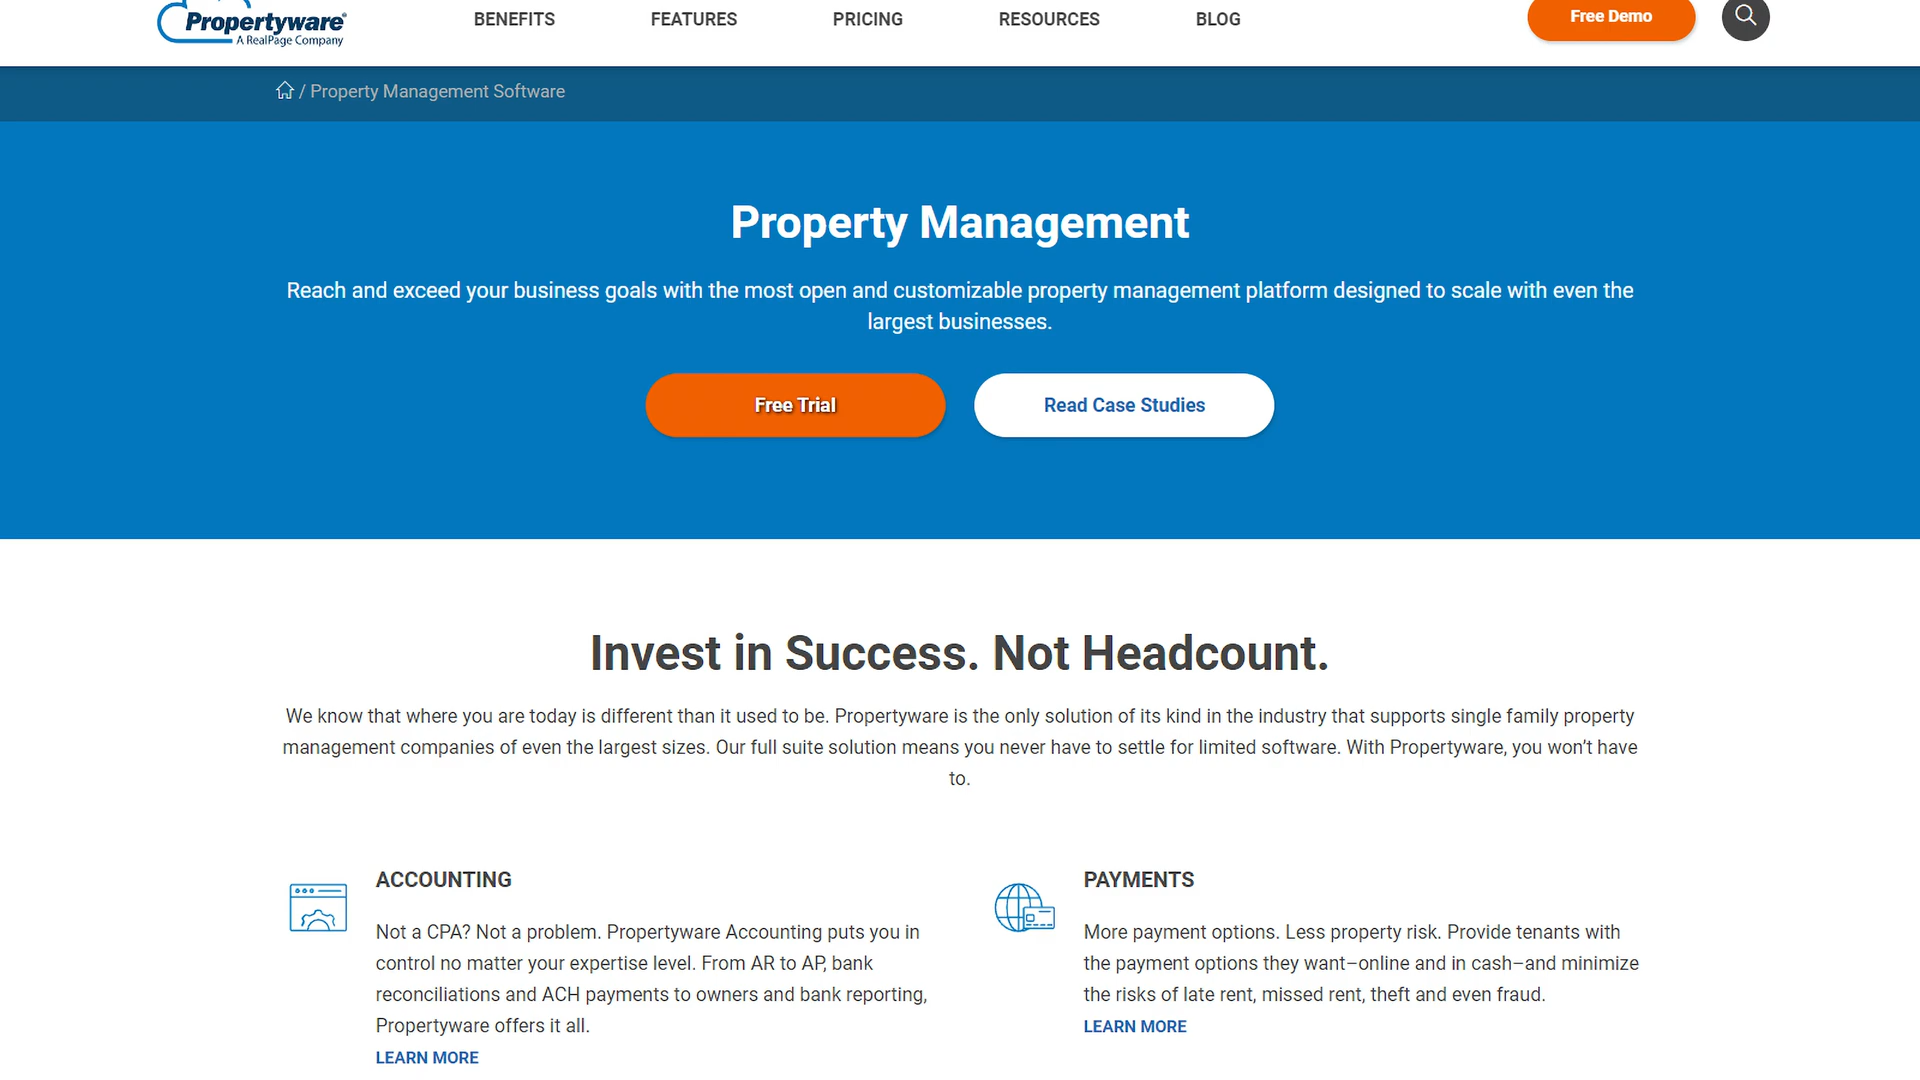 Propertyware®
A RealPage Company
BENEFITS
FEATURES
PRICING
RESOURCES
BLOG
Free Demo
/ Property Management Software
Property Management
Reach and exceed your business goals with the most open and customizable property management platform designed to scale with even the
largest businesses.
Free Trial
Read Case Studies
Invest in Success. Not Headcount.
We know that where you are today is different than it used to be. Propertyware is the only solution of its kind in the industry that supports single family property
management companies of even the largest sizes. Our full suite solution means you never have to settle for limited software. With Propertyware, you won’t have
to.
ACCOUNTING
Not a CPA? Not a problem. Propertyware Accounting puts you in
control no matter your expertise level. From AR to AP, bank
reconciliations and ACH payments to owners and bank reporting,
Propertyware offers it all.
LEARN MORE
PAYMENTS
More payment options. Less property risk. Provide tenants with
the payment options they want–online and in cash–and minimize
the risks of late rent, missed rent, theft and even fraud.
LEARN MORE